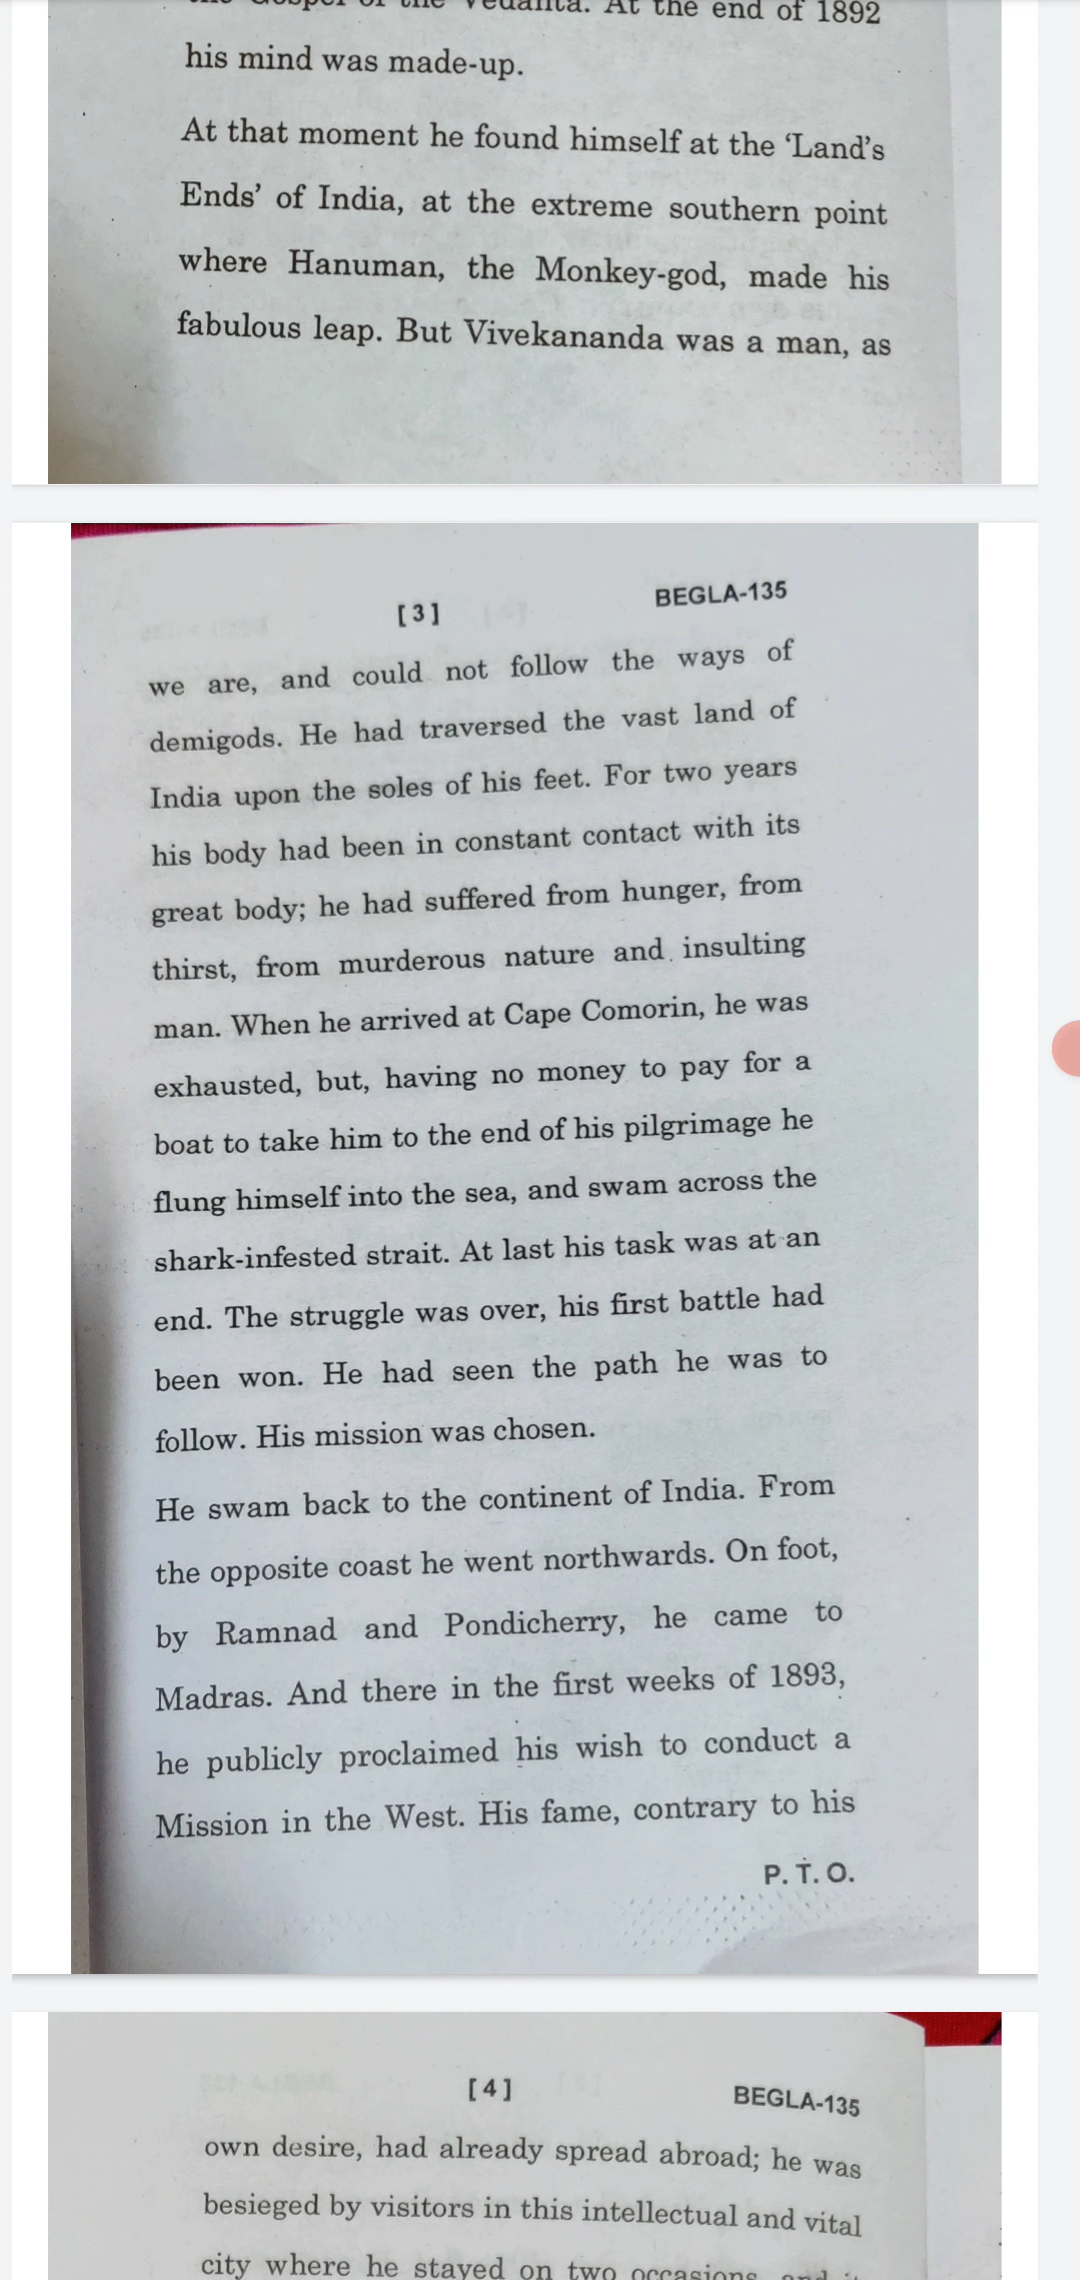 the Gospel of the Vedanta. At the end of 1892
his mind was made-up.
At that moment he found himself at the ‘Land’s
Ends’ of India, at the extreme southern point
where Hanuman, the Monkey-god, made his
fabulous leap. But Vivekananda was a man, as
[3]
BEGLA-135
we are, and could not follow the ways of
demigods. He had traversed the vast land of
India upon the soles of his feet. For two years
his body had been in constant contact with its
great body; he had suffered from hunger, from
thirst, from murderous nature and insulting
man. When he arrived at Cape Comorin, he was
exhausted, but, having no money to pay for a
boat to take him to the end of his pilgrimage he
flung himself into the sea, and swam across the
shark-infested strait. At last his task was at an
end. The struggle was over, his first battle had
been won. He had seen the path he was to
follow. His mission was chosen.
He swam back to the continent of India. From
the opposite coast he went northwards. On foot,
by Ramnad and Pondicherry, he came to
Madras. And there in the first weeks of 1893,
he publicly proclaimed his wish to conduct a
Mission in the West. His fame, contrary to his
P. T. O.
[4]
BEGLA-135
own desire, had already spread abroad; he was
besieged by visitors in this intellectual and vital
city where he stayed on two occasions, and